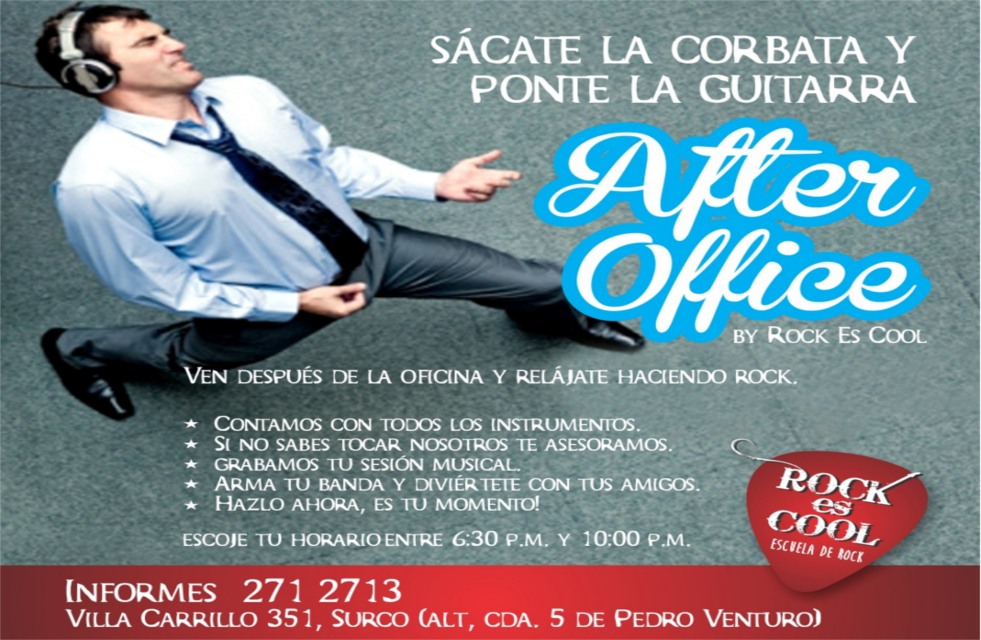 SÁCATE LA CORBATA Y
PONTE LA GUITARRA
After
Office
BY ROCK ES COOL
VEN DESPUÉS DE LA OFICINA Y RELÁJATE HACIENDO ROCK.
★ CONTAMOS CON TODOS LOS INSTRUMENTOS.
★ SI NO SABES TOCAR NOSOTROS TE ASESORAMOS.
★ GRABAMOS TU SESIÓN MUSICAL.
★ ARMA TU BANDA Y DIVIÉRTETE CON TUS AMIGOS.
★ HAZLO AHORA, ES TU MOMENTO!
ESCOJE TU HORARIO ENTRE 6:30 P.M. Y 10:00 P.M.
ROCK
es
COOL
ESCUELA DE ROCK
INFORMES 271 2713
VILLA CARRILLO 351, SURCO (ALT, CDA. 5 DE PEDRO VENTURO)